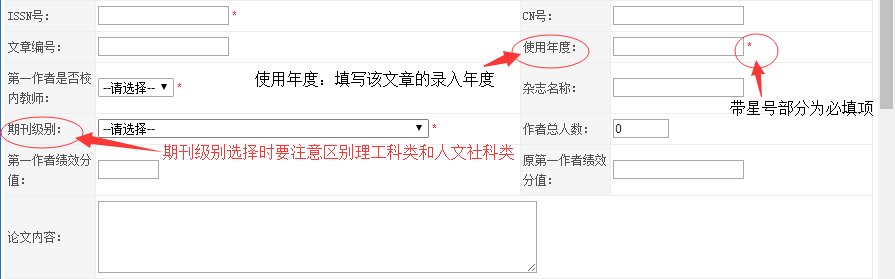 ISSN号： * CN号：
文章编号： 使用年度： *
第一作者是否校
内教师： --请选择-- * 使用年度：填写该文章的录入年度 杂志名称：
带星号部分为必填项
期刊级别： --请选择-- * 作者总人数： 0
期刊级别选择时要注意区别理工科类和人文社科类
第一作者绩效分 原第一作者绩效
值： 分值：
论文内容：